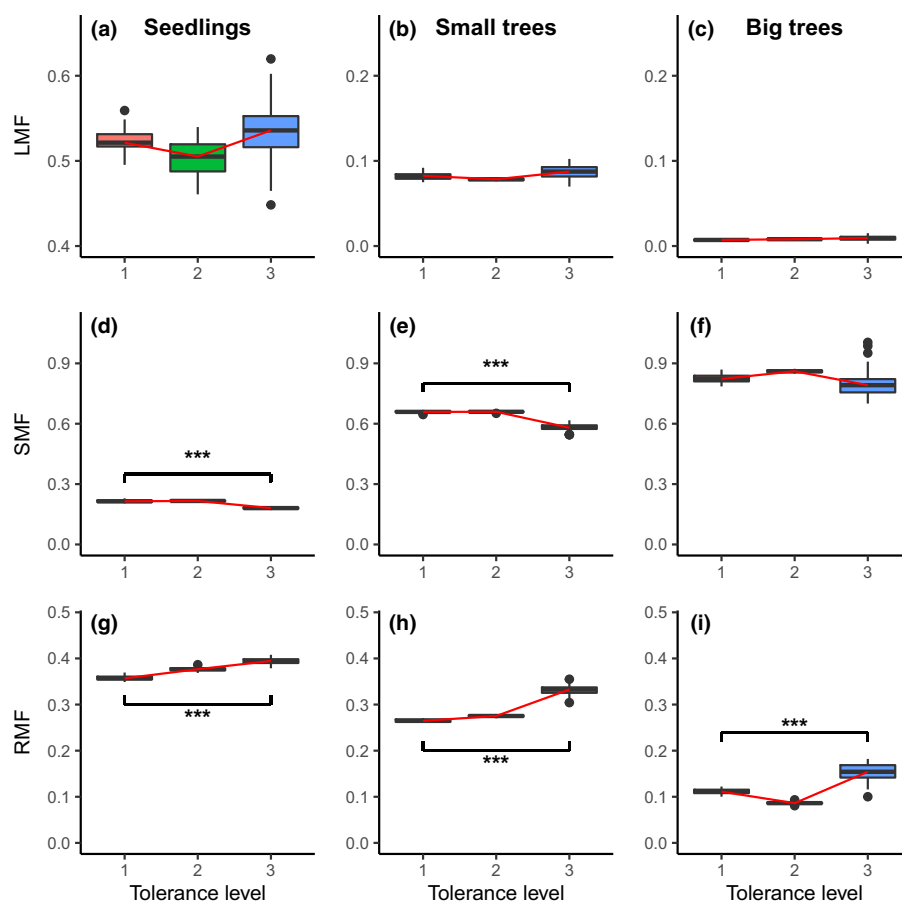 (a) Seedlings
(b) Small trees
(c) Big trees
LMF
0.6
0.5
0.4
1 2 3
0.2
0.1
0.0
1 2 3
0.2
0.1
0.0
1 2 3
(d)
(e)
(f)
SMF
0.9
0.6
0.3
0.0
***
1 2 3
0.9
0.6
0.3
0.0
***
1 2 3
0.9
0.6
0.3
0.0
1 2 3
(g)
(h)
(i)
RMF
0.5
0.4
0.3
0.2
0.1
0.0
***
1 2 3
Tolerance level
0.5
0.4
0.3
0.2
0.1
0.0
***
1 2 3
Tolerance level
0.5
0.4
0.3
0.2
0.1
0.0
***
1 2 3
Tolerance level